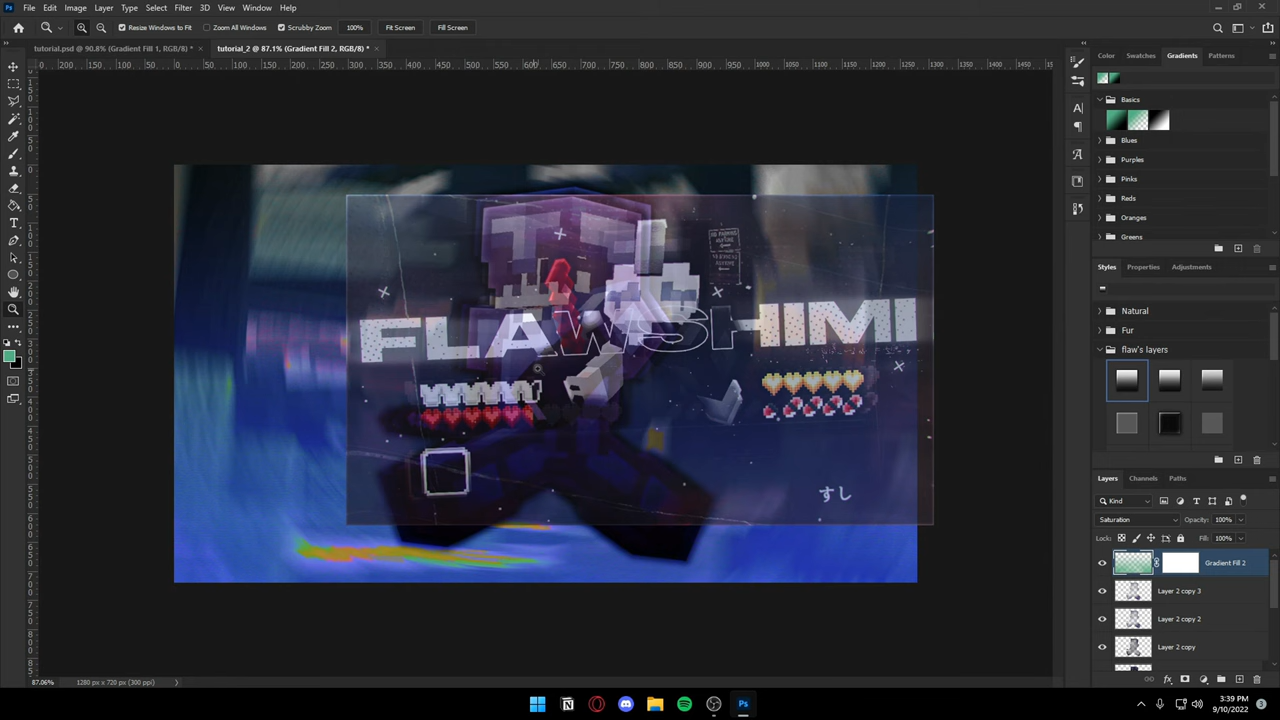 Ps File Edit Image Layer Type Select Filter 3D View Window Help
Resize Windows to Fit Zoom All Windows Scrubby Zoom 100% Fit Screen Fill Screen
tutorial.psd @ 90.8% (Gradient Fill 1, RGB/8) * × tutorial_2 @ 87.1% (Gradient Fill 2, RGB/8) * ×
Color Swatches Gradients Patterns
Basics
Blues
Purples
Pinks
Reds
Oranges
Greens
Styles Properties Adjustments
Natural
Fur
flaw's layers
FLAWSHIMI
すし
Layers Channels Paths
Kind
Saturation Opacity: 100%
Lock: Fill: 100%
Gradient Fill 2
Layer 2 copy 3
Layer 2 copy 2
Layer 2 copy
87.06% 1280 px x 720 px (300 ppi)
3:39 PM
9/10/2022